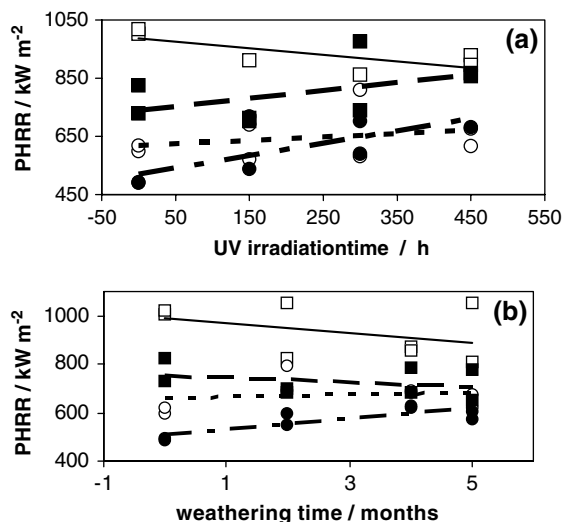 (a)
PHRR / kW m-2
1050
850
650
450
-50 50 150 250 350 450 550
UV irradiationtime / h
(b)
PHRR / kW m-2
1000
800
600
400
-1 1 3 5
weathering time / months